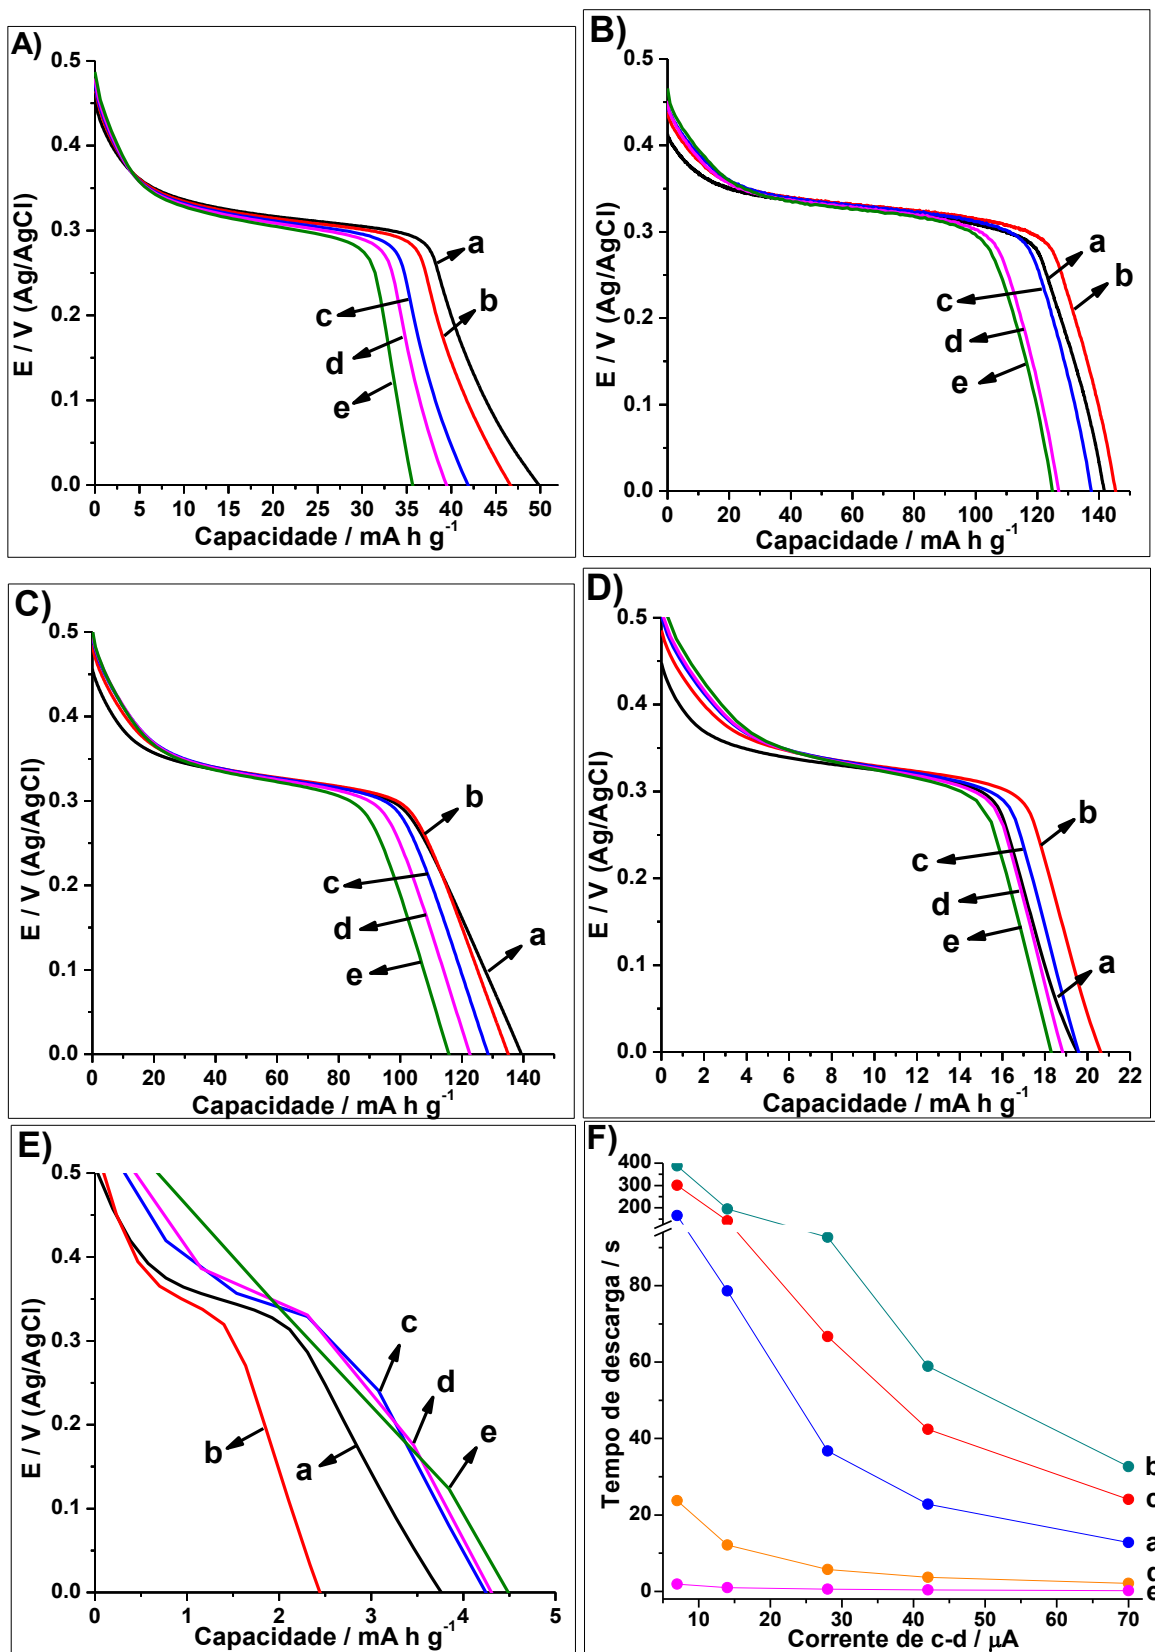 A)
0.5
0.4
0.3
0.2
0.1
0.0
E / V (Ag/AgCl)
a
b
c
d
e
0 5 10 15 20 25 30 35 40 45 50
Capacidade / mA h g-1
B)
0.5
0.4
0.3
0.2
0.1
0.0
E / V (Ag/AgCl)
a
b
c
d
e
0 20 40 60 80 100 120 140
Capacidade / mA h g-1
C)
0.5
0.4
0.3
0.2
0.1
0.0
E / V (Ag/AgCl)
b
c
d
a
e
0 20 40 60 80 100 120 140
Capacidade / mA h g-1
D)
0.5
0.4
0.3
0.2
0.1
0.0
E / V (Ag/AgCl)
b
c
d
e
a
0 2 4 6 8 10 12 14 16 18 20 22
Capacidade / mA h g-1
E)
0.5
0.4
0.3
0.2
0.1
0.0
E / V (Ag/AgCl)
c
d
e
b
a
0 1 2 3 4 5
Capacidade / mA h g-1
F)
400
300
200
80
60
40
20
0
Tempo de descarga / s
b
c
a
d
e
10 20 30 40 50 60 70
Corrente de c-d / μA